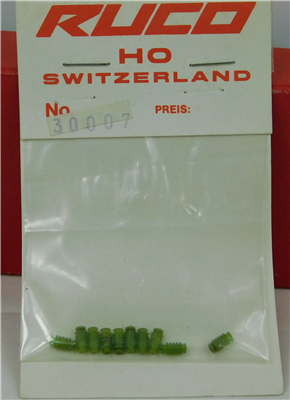 RUCO
HO
SWITZERLAND
No. 30007 PREIS: